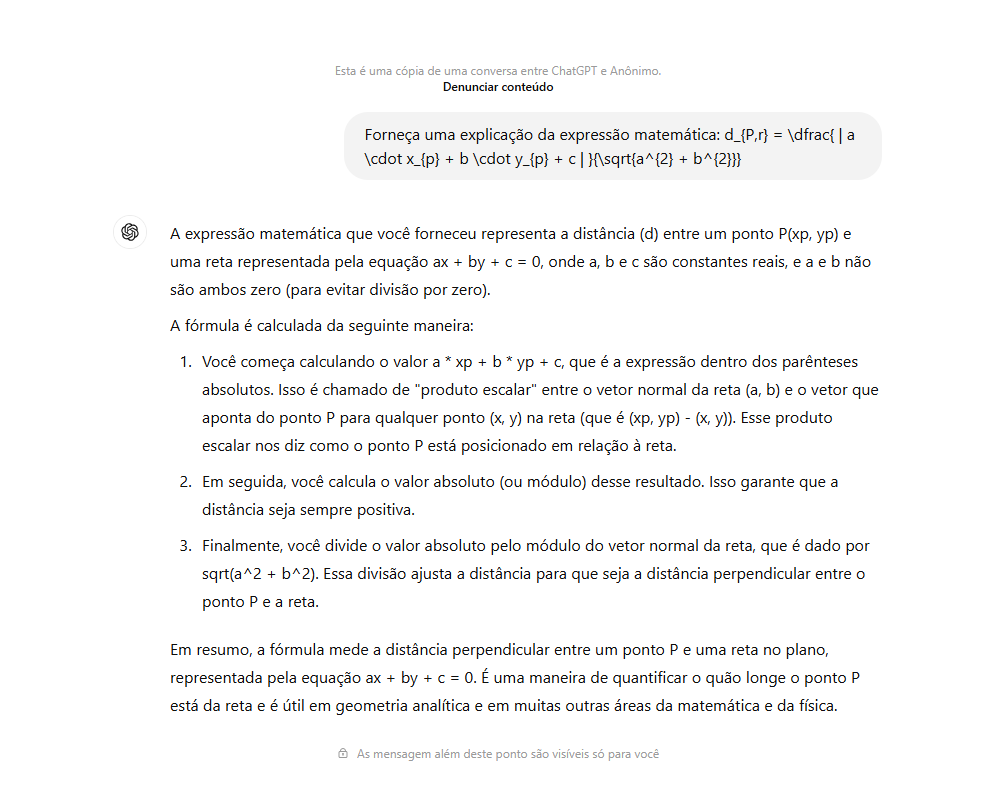 Esta é uma cópia de uma conversa entre ChatGPT e Anônimo.
Denunciar conteúdo
Forneça uma explicação da expressão matemática: d_{P,r} = \dfrac{ | a
\cdot x_{p} + b \cdot y_{p} + c | }{\sqrt{a^{2} + b^{2}}}
A expressão matemática que você forneceu representa a distância (d) entre um ponto P(xp, yp) e
uma reta representada pela equação ax + by + c = 0, onde a, b e c são constantes reais, e a e b não
são ambos zero (para evitar divisão por zero).
A fórmula é calculada da seguinte maneira:
1. Você começa calculando o valor a * xp + b * yp + c, que é a expressão dentro dos parênteses
absolutos. Isso é chamado de "produto escalar" entre o vetor normal da reta (a, b) e o vetor que
aponta do ponto P para qualquer ponto (x, y) na reta (que é (xp, yp) - (x, y)). Esse produto
escalar nos diz como o ponto P está posicionado em relação à reta.
2. Em seguida, você calcula o valor absoluto (ou módulo) desse resultado. Isso garante que a
distância seja sempre positiva.
3. Finalmente, você divide o valor absoluto pelo módulo do vetor normal da reta, que é dado por
sqrt(a^2 + b^2). Essa divisão ajusta a distância para que seja a distância perpendicular entre o
ponto P e a reta.
Em resumo, a fórmula mede a distância perpendicular entre um ponto P e uma reta no plano,
representada pela equação ax + by + c = 0. É uma maneira de quantificar o quão longe o ponto P
está da reta e é útil em geometria analítica e em muitas outras áreas da matemática e da física.
As mensagem além deste ponto são visíveis só para você